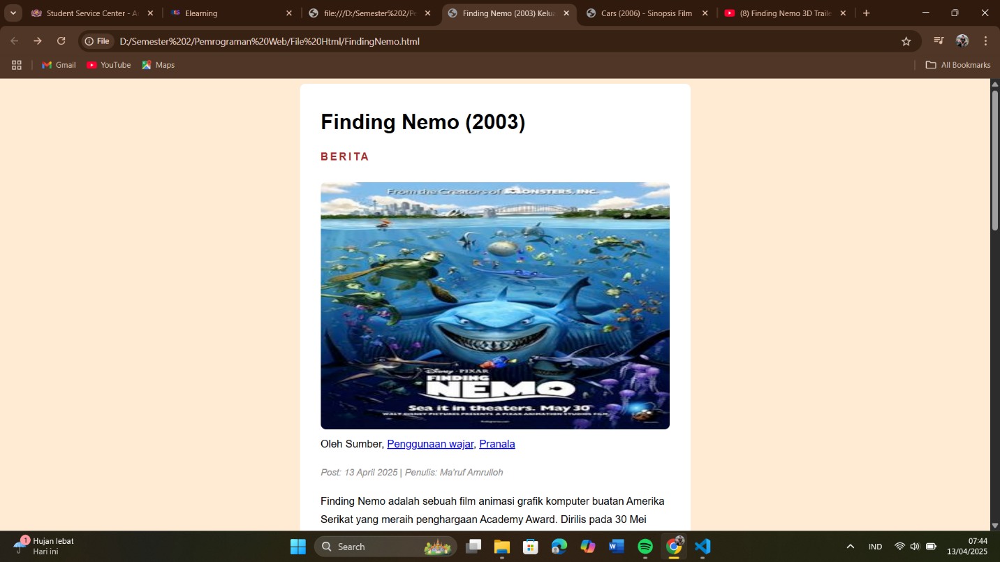 Student Service Center - A
Elearning
file:///D:/Semester%202/Pe
Finding Nemo (2003) Kelua
Cars (2006) - Sinopsis Film
(8) Finding Nemo 3D Traile
File
D:/Semester%202/Pemrograman%20Web/File%20Html/FindingNemo.html
Gmail
YouTube
Maps
All Bookmarks
Finding Nemo (2003)
BERITA
From the Creators of MONSTERS, INC.
Disney · PIXAR
FINDING
NEMO
Sea it in theaters. May 30
WALT DISNEY PICTURES PRESENTS A PIXAR ANIMATION STUDIOS FILM
Oleh Sumber, Penggunaan wajar, Pranala
Post: 13 April 2025 | Penulis: Ma'ruf Amrulloh
Finding Nemo adalah sebuah film animasi grafik komputer buatan Amerika
Serikat yang meraih penghargaan Academy Award. Dirilis pada 30 Mei
1
Hujan lebat
Hari ini
Search
IND
07:44
13/04/2025